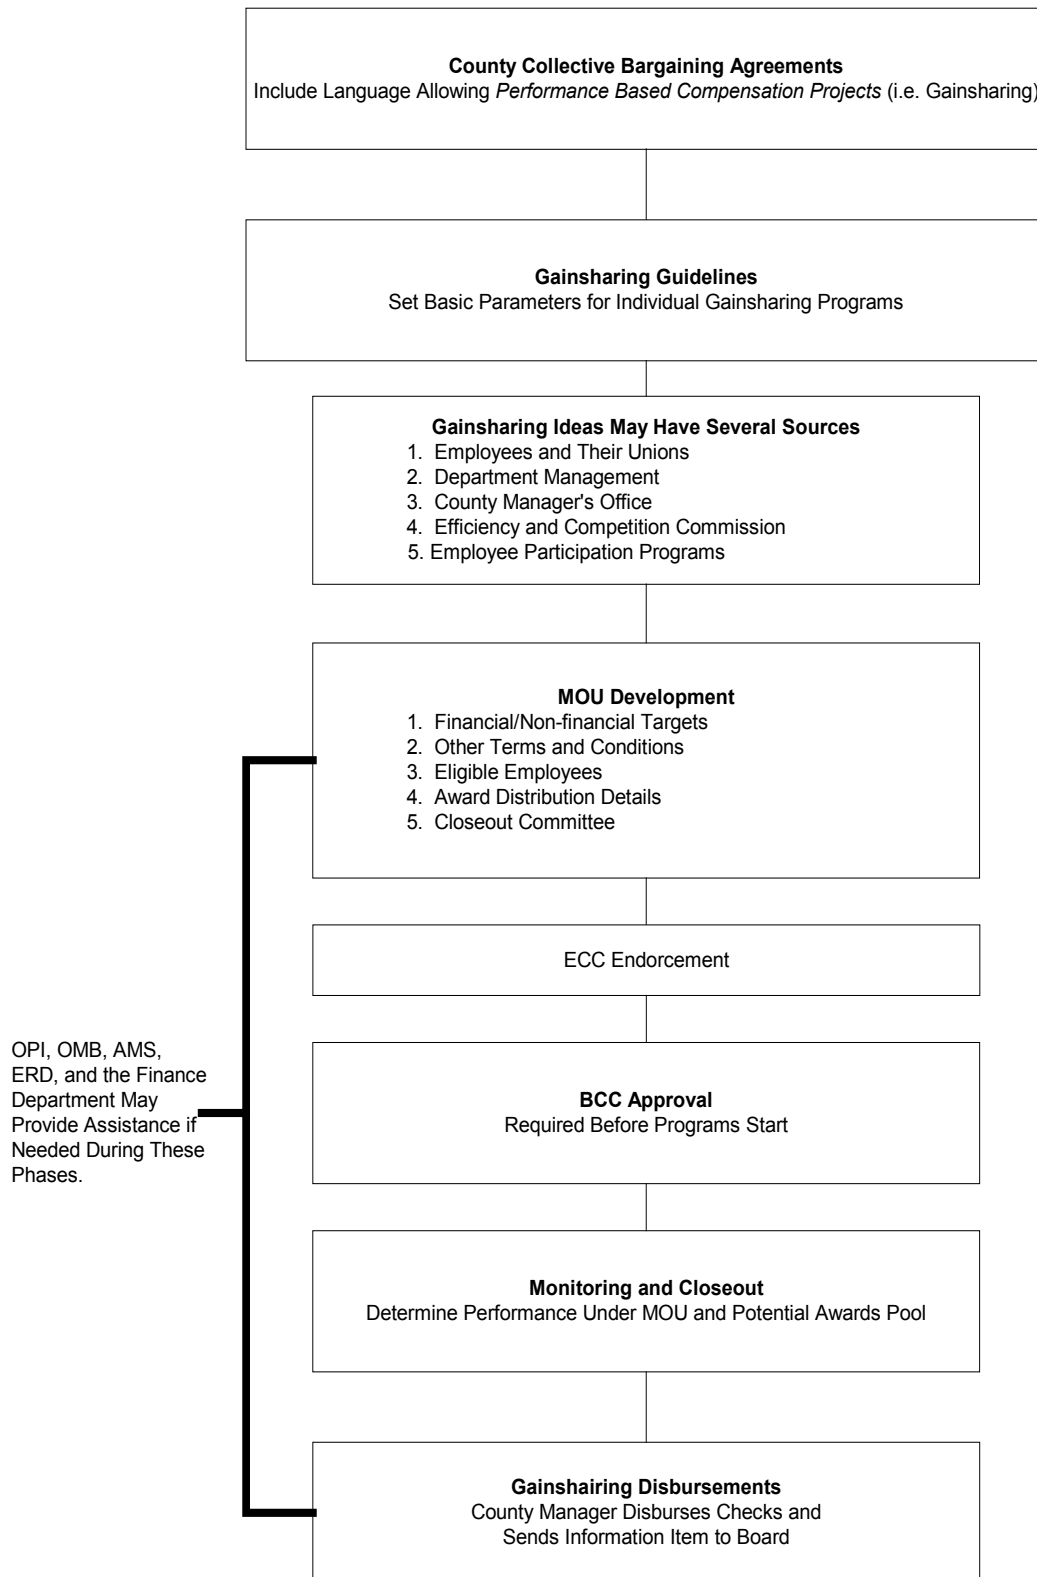 County Collective Bargaining Agreements
Include Language Allowing Performance Based Compensation Projects (i.e. Gainsharing)
Gainsharing Guidelines
Set Basic Parameters for Individual Gainsharing Programs
Gainsharing Ideas May Have Several Sources
1. Employees and Their Unions
2. Department Management
3. County Manager's Office
4. Efficiency and Competition Commission
5. Employee Participation Programs
MOU Development
1. Financial/Non-financial Targets
2. Other Terms and Conditions
3. Eligible Employees
4. Award Distribution Details
5. Closeout Committee
ECC Endorcement
OPI, OMB, AMS,
ERD, and the Finance
Department May
Provide Assistance if
Needed During These
Phases.
BCC Approval
Required Before Programs Start
Monitoring and Closeout
Determine Performance Under MOU and Potential Awards Pool
Gainshairing Disbursements
County Manager Disburses Checks and
Sends Information Item to Board